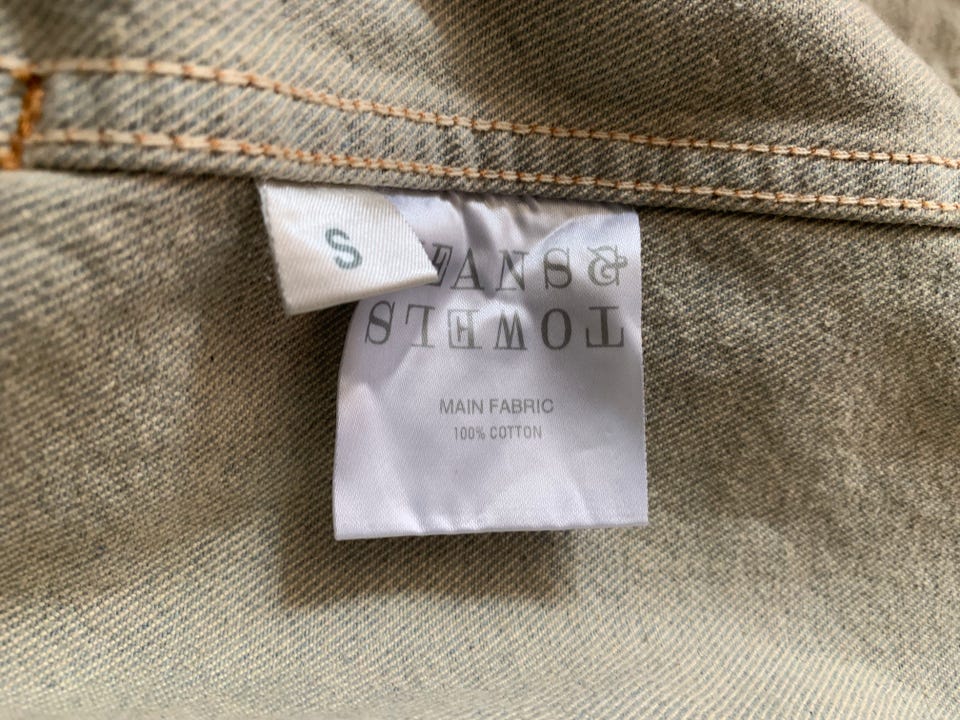 S
EANS&
TOWELS
MAIN FABRIC
100% COTTON